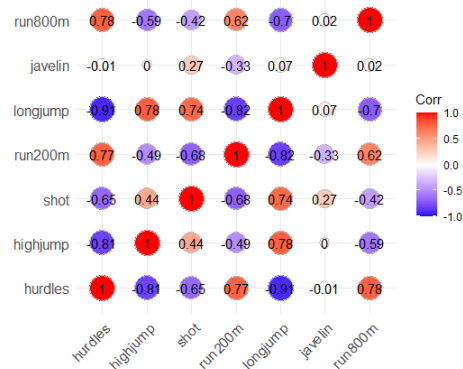 run800m 0.78 -0.59 -0.42 0.62 -0.7 0.02 1
javelin -0.01 0 0.27 -0.33 0.07 1 0.02
longjump -0.91 0.78 0.74 -0.82 1 0.07 -0.7
run200m 0.77 -0.49 -0.68 1 -0.82 -0.33 0.62
shot -0.65 0.44 1 -0.68 0.74 0.27 -0.42
highjump -0.81 1 0.44 -0.49 0.78 0 -0.59
hurdles 1 -0.81 -0.65 0.77 -0.91 -0.01 0.78
hurdles highjump shot run200m longjump javelin run800m
Corr
1.0
0.5
0.0
-0.5
-1.0